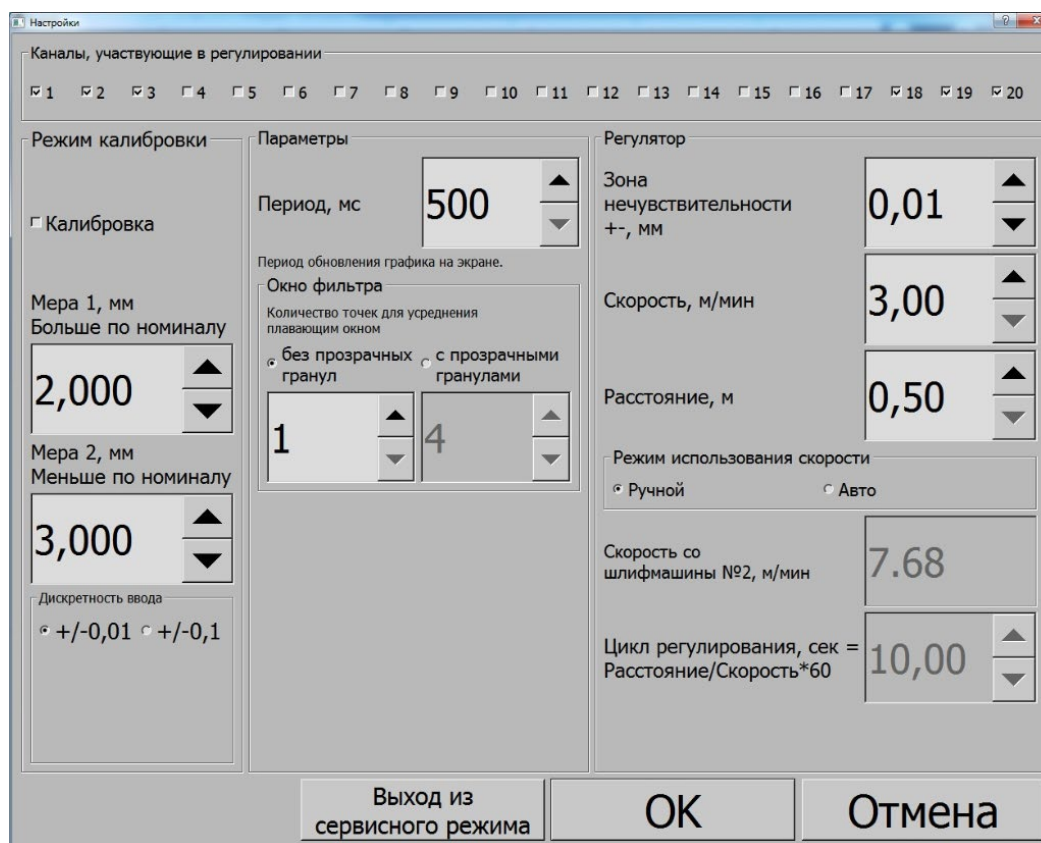 Настройки
Каналы, участвующие в регулировании
1 2 3 4 5 6 7 8 9 10 11 12 13 14 15 16 17 18 19 20
Режим калибровки
Калибровка
Мера 1, мм
Больше по номиналу
2,000
Мера 2, мм
Меньше по номиналу
3,000
Дискретность ввода
+/-0,01 +/-0,1
Параметры
Период, мс
500
Период обновления графика на экране.
Окно фильтра
Количество точек для усреднения
плавающим окном
без прозрачных
гранул
с прозрачными
гранулами
1
4
Регулятор
Зона
нечувствительности
+-, мм
0,01
Скорость, м/мин
3,00
Расстояние, м
0,50
Режим использования скорости
Ручной Авто
Скорость со
шлифмашины №2, м/мин
7.68
Цикл регулирования, сек =
Расстояние/Скорость*60
10,00
Выход из
сервисного режима
OK
Отмена